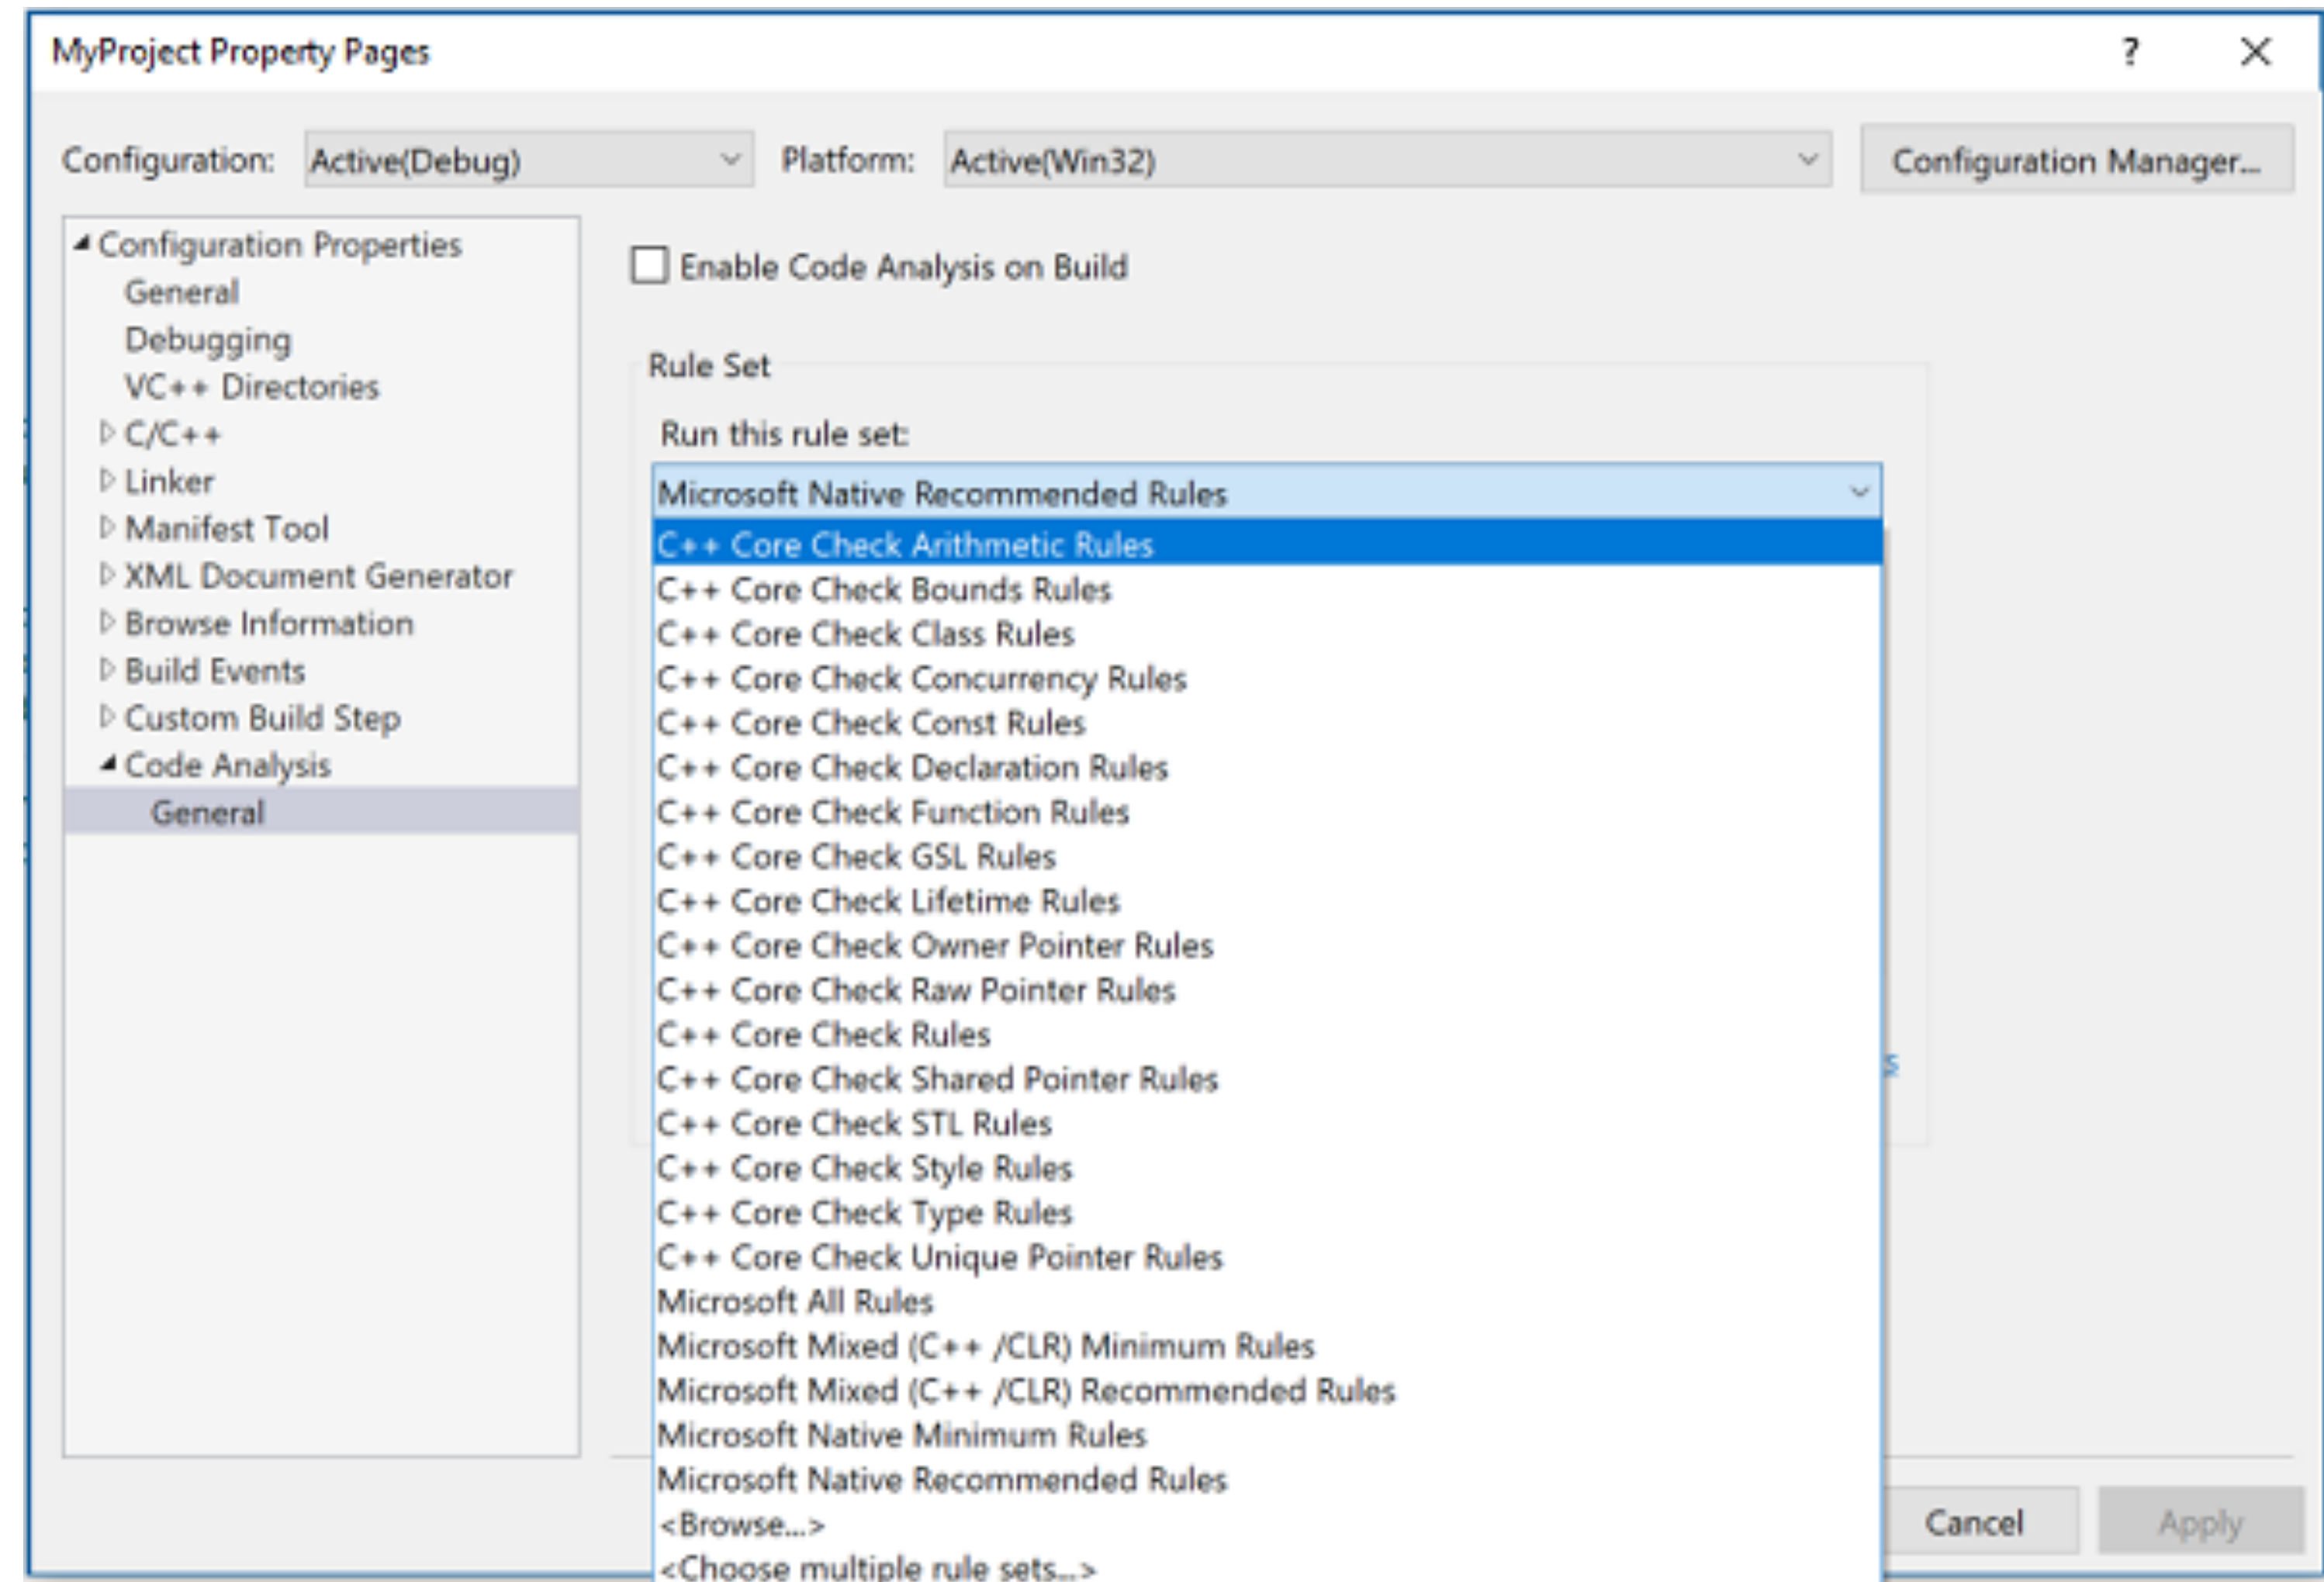 MyProject Property Pages
Configuration: Active(Debug) Platform: Active(Win32) Configuration Manager...
Configuration Properties
General
Debugging
VC++ Directories
C/C++
Linker
Manifest Tool
XML Document Generator
Browse Information
Build Events
Custom Build Step
Code Analysis
General
Enable Code Analysis on Build
Rule Set
Run this rule set:
Microsoft Native Recommended Rules
C++ Core Check Arithmetic Rules
C++ Core Check Bounds Rules
C++ Core Check Class Rules
C++ Core Check Concurrency Rules
C++ Core Check Const Rules
C++ Core Check Declaration Rules
C++ Core Check Function Rules
C++ Core Check GSL Rules
C++ Core Check Lifetime Rules
C++ Core Check Owner Pointer Rules
C++ Core Check Raw Pointer Rules
C++ Core Check Rules
C++ Core Check Shared Pointer Rules
C++ Core Check STL Rules
C++ Core Check Style Rules
C++ Core Check Type Rules
C++ Core Check Unique Pointer Rules
Microsoft All Rules
Microsoft Mixed (C++ /CLR) Minimum Rules
Microsoft Mixed (C++ /CLR) Recommended Rules
Microsoft Native Minimum Rules
Microsoft Native Recommended Rules
<Browse...>
<Choose multiple rule sets...>
Cancel
Apply